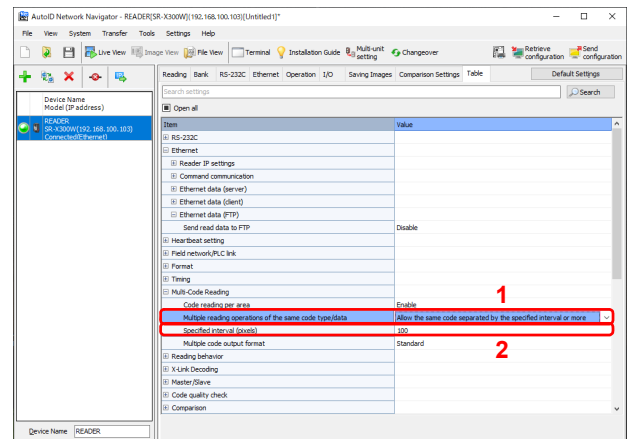 AutoID Network Navigator - READER[SR-X300W](192.168.100.103)[Untitled1]*
File View System Transfer Tools Settings Help
Live View Image View File View Terminal Installation Guide Multi-unit setting Changeover Retrieve configuration Send configuration
Reading Bank RS-232C Ethernet Operation I/O Saving Images Comparison Settings Table Default Settings
Search settings Search
Device Name
Model (IP address)
Open all
READER
SR-X300W(192.168.100.103)
Connected(Ethernet)
Item Value
RS-232C
Ethernet
Reader IP settings
Command communication
Ethernet data (server)
Ethernet data (client)
Ethernet data (FTP)
Send read data to FTP Disable
Heartbeat setting
Field network/PLC link
Format
Timing
Multi-Code Reading
1
Code reading per area Enable
Multiple reading operations of the same code type/data Allow the same code separated by the specified interval or more
Specified interval (pixels) 100
Multiple code output format Standard
2
Reading behavior
X-Link Decoding
Master/Slave
Code quality check
Comparison
Device Name READER